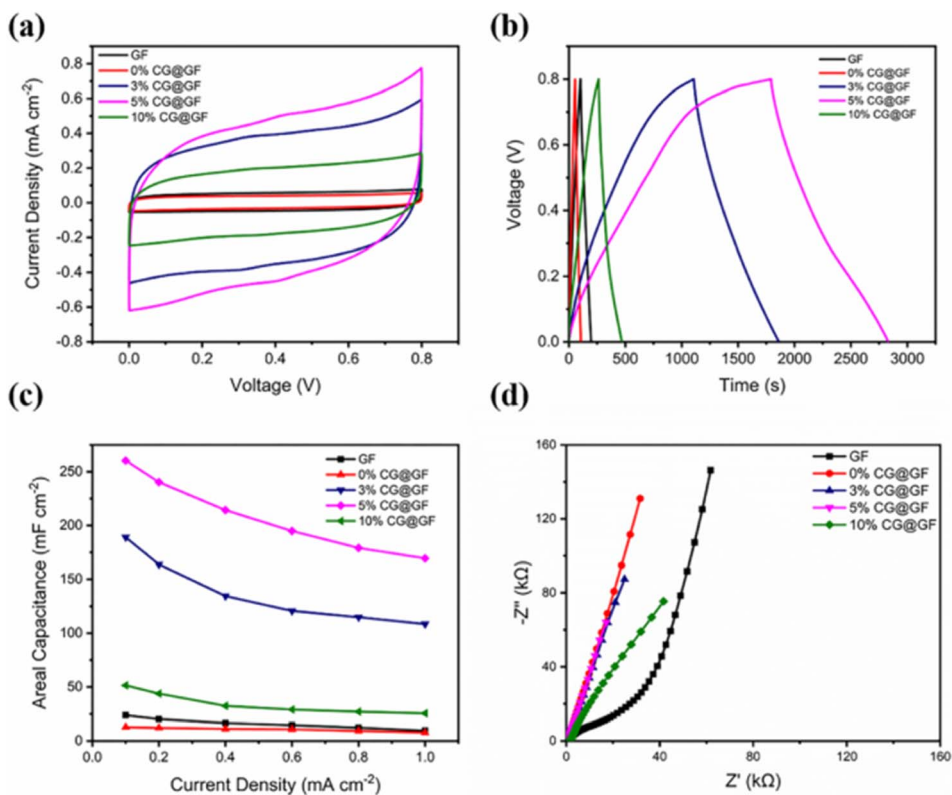 (a)
GF
0% CG@GF
3% CG@GF
5% CG@GF
10% CG@GF
0.8
0.6
0.4
0.2
0.0
-0.2
-0.4
-0.6
-0.8
0.0 0.2 0.4 0.6 0.8
Current Density (mA cm⁻²)
Voltage (V)
(b)
GF
0% CG@GF
3% CG@GF
5% CG@GF
10% CG@GF
0.8
0.4
0.2
0.0
0 500 1000 1500 2000 2500 3000
Voltage (V)
Time (s)
(c)
GF
0% CG@GF
3% CG@GF
5% CG@GF
10% CG@GF
250
200
150
100
50
0
0.0 0.2 0.4 0.6 0.8 1.0
Areal Capacitance (mF cm⁻²)
Current Density (mA cm⁻²)
(d)
GF
0% CG@GF
3% CG@GF
5% CG@GF
10% CG@GF
160
120
80
40
0
0 40 80 120 160
-Z'' (kΩ)
Z' (kΩ)